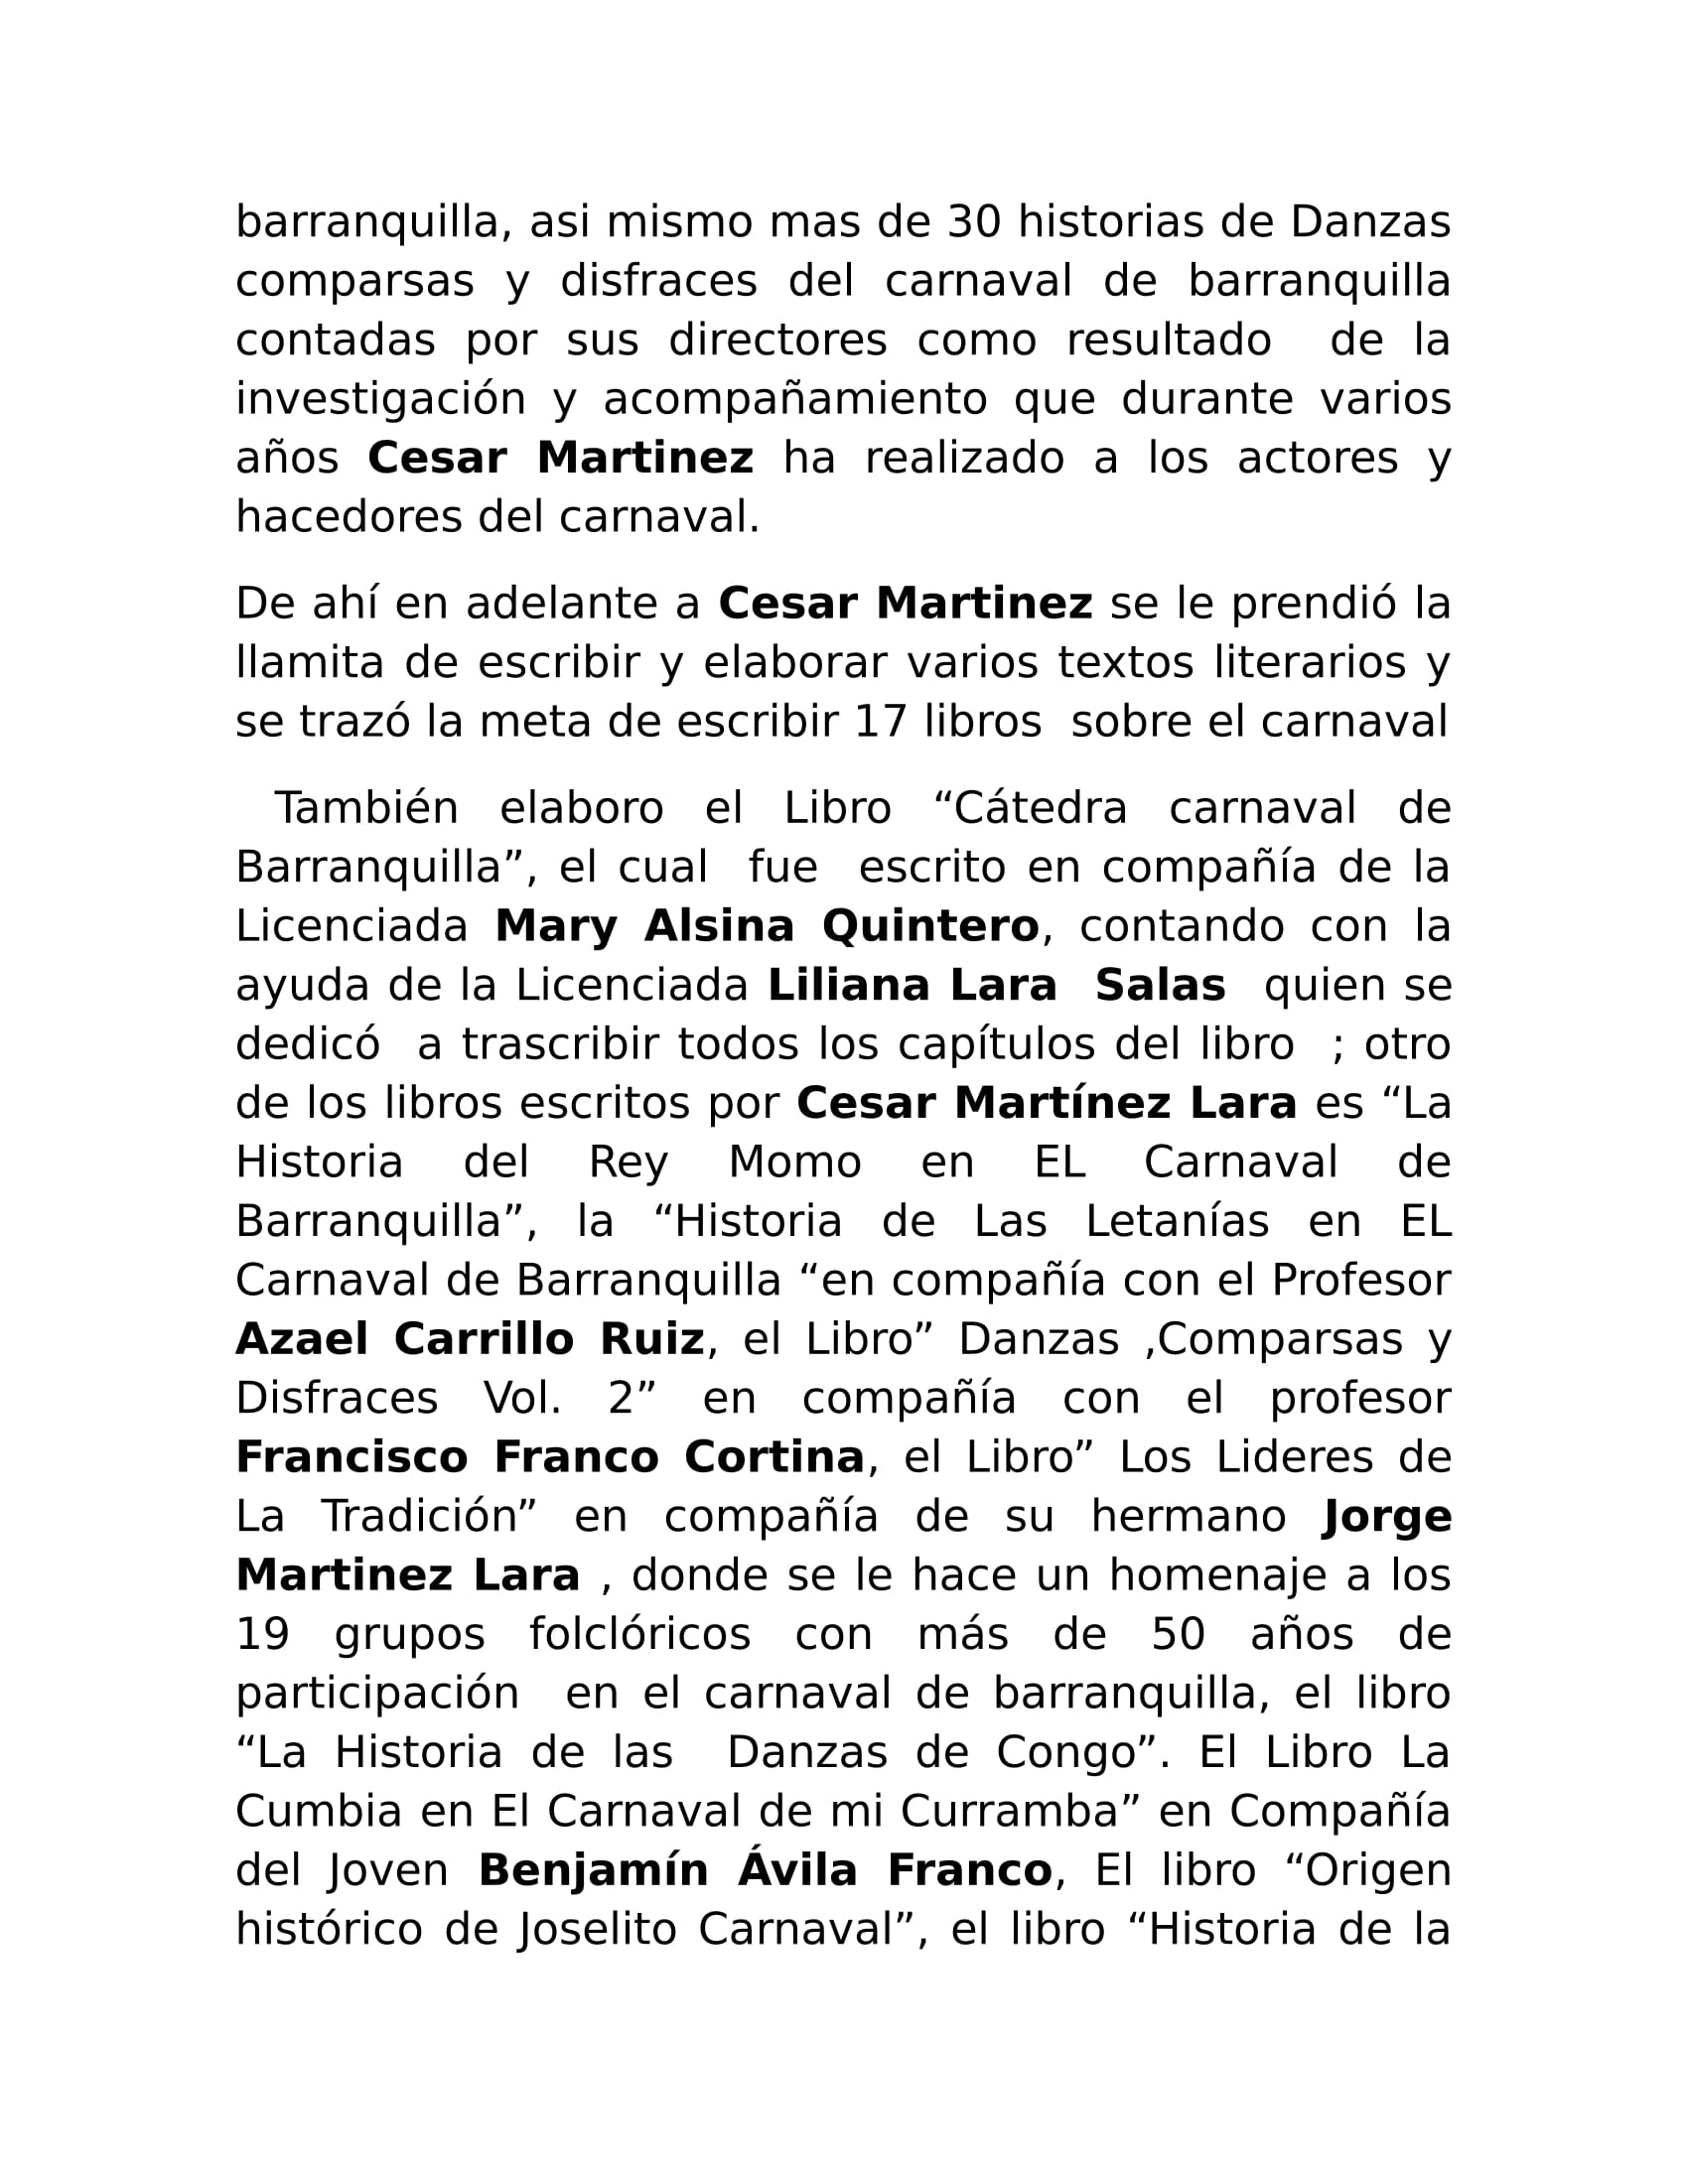 barranquilla, asi mismo mas de 30 historias de Danzas
comparsas y disfraces del carnaval de barranquilla
contadas por sus directores como resultado de la
investigación y acompañamiento que durante varios
años Cesar Martinez ha realizado a los actores y
hacedores del carnaval.
De ahí en adelante a Cesar Martinez se le prendió la
llamita de escribir y elaborar varios textos literarios y
se trazó la meta de escribir 17 libros sobre el carnaval
También elaboro el Libro “Cátedra carnaval de
Barranquilla”, el cual fue escrito en compañía de la
Licenciada Mary Alsina Quintero, contando con la
ayuda de la Licenciada Liliana Lara Salas quien se
dedicó a trascribir todos los capítulos del libro ; otro
de los libros escritos por Cesar Martínez Lara es “La
Historia del Rey Momo en EL Carnaval de
Barranquilla”, la “Historia de Las Letanías en EL
Carnaval de Barranquilla “en compañía con el Profesor
Azael Carrillo Ruiz, el Libro” Danzas ,Comparsas y
Disfraces Vol. 2” en compañía con el profesor
Francisco Franco Cortina, el Libro” Los Lideres de
La Tradición” en compañía de su hermano Jorge
Martinez Lara , donde se le hace un homenaje a los
19 grupos folclóricos con más de 50 años de
participación en el carnaval de barranquilla, el libro
“La Historia de las Danzas de Congo”. El Libro La
Cumbia en El Carnaval de mi Curramba” en Compañía
del Joven Benjamín Ávila Franco, El libro “Origen
histórico de Joselito Carnaval”, el libro “Historia de la